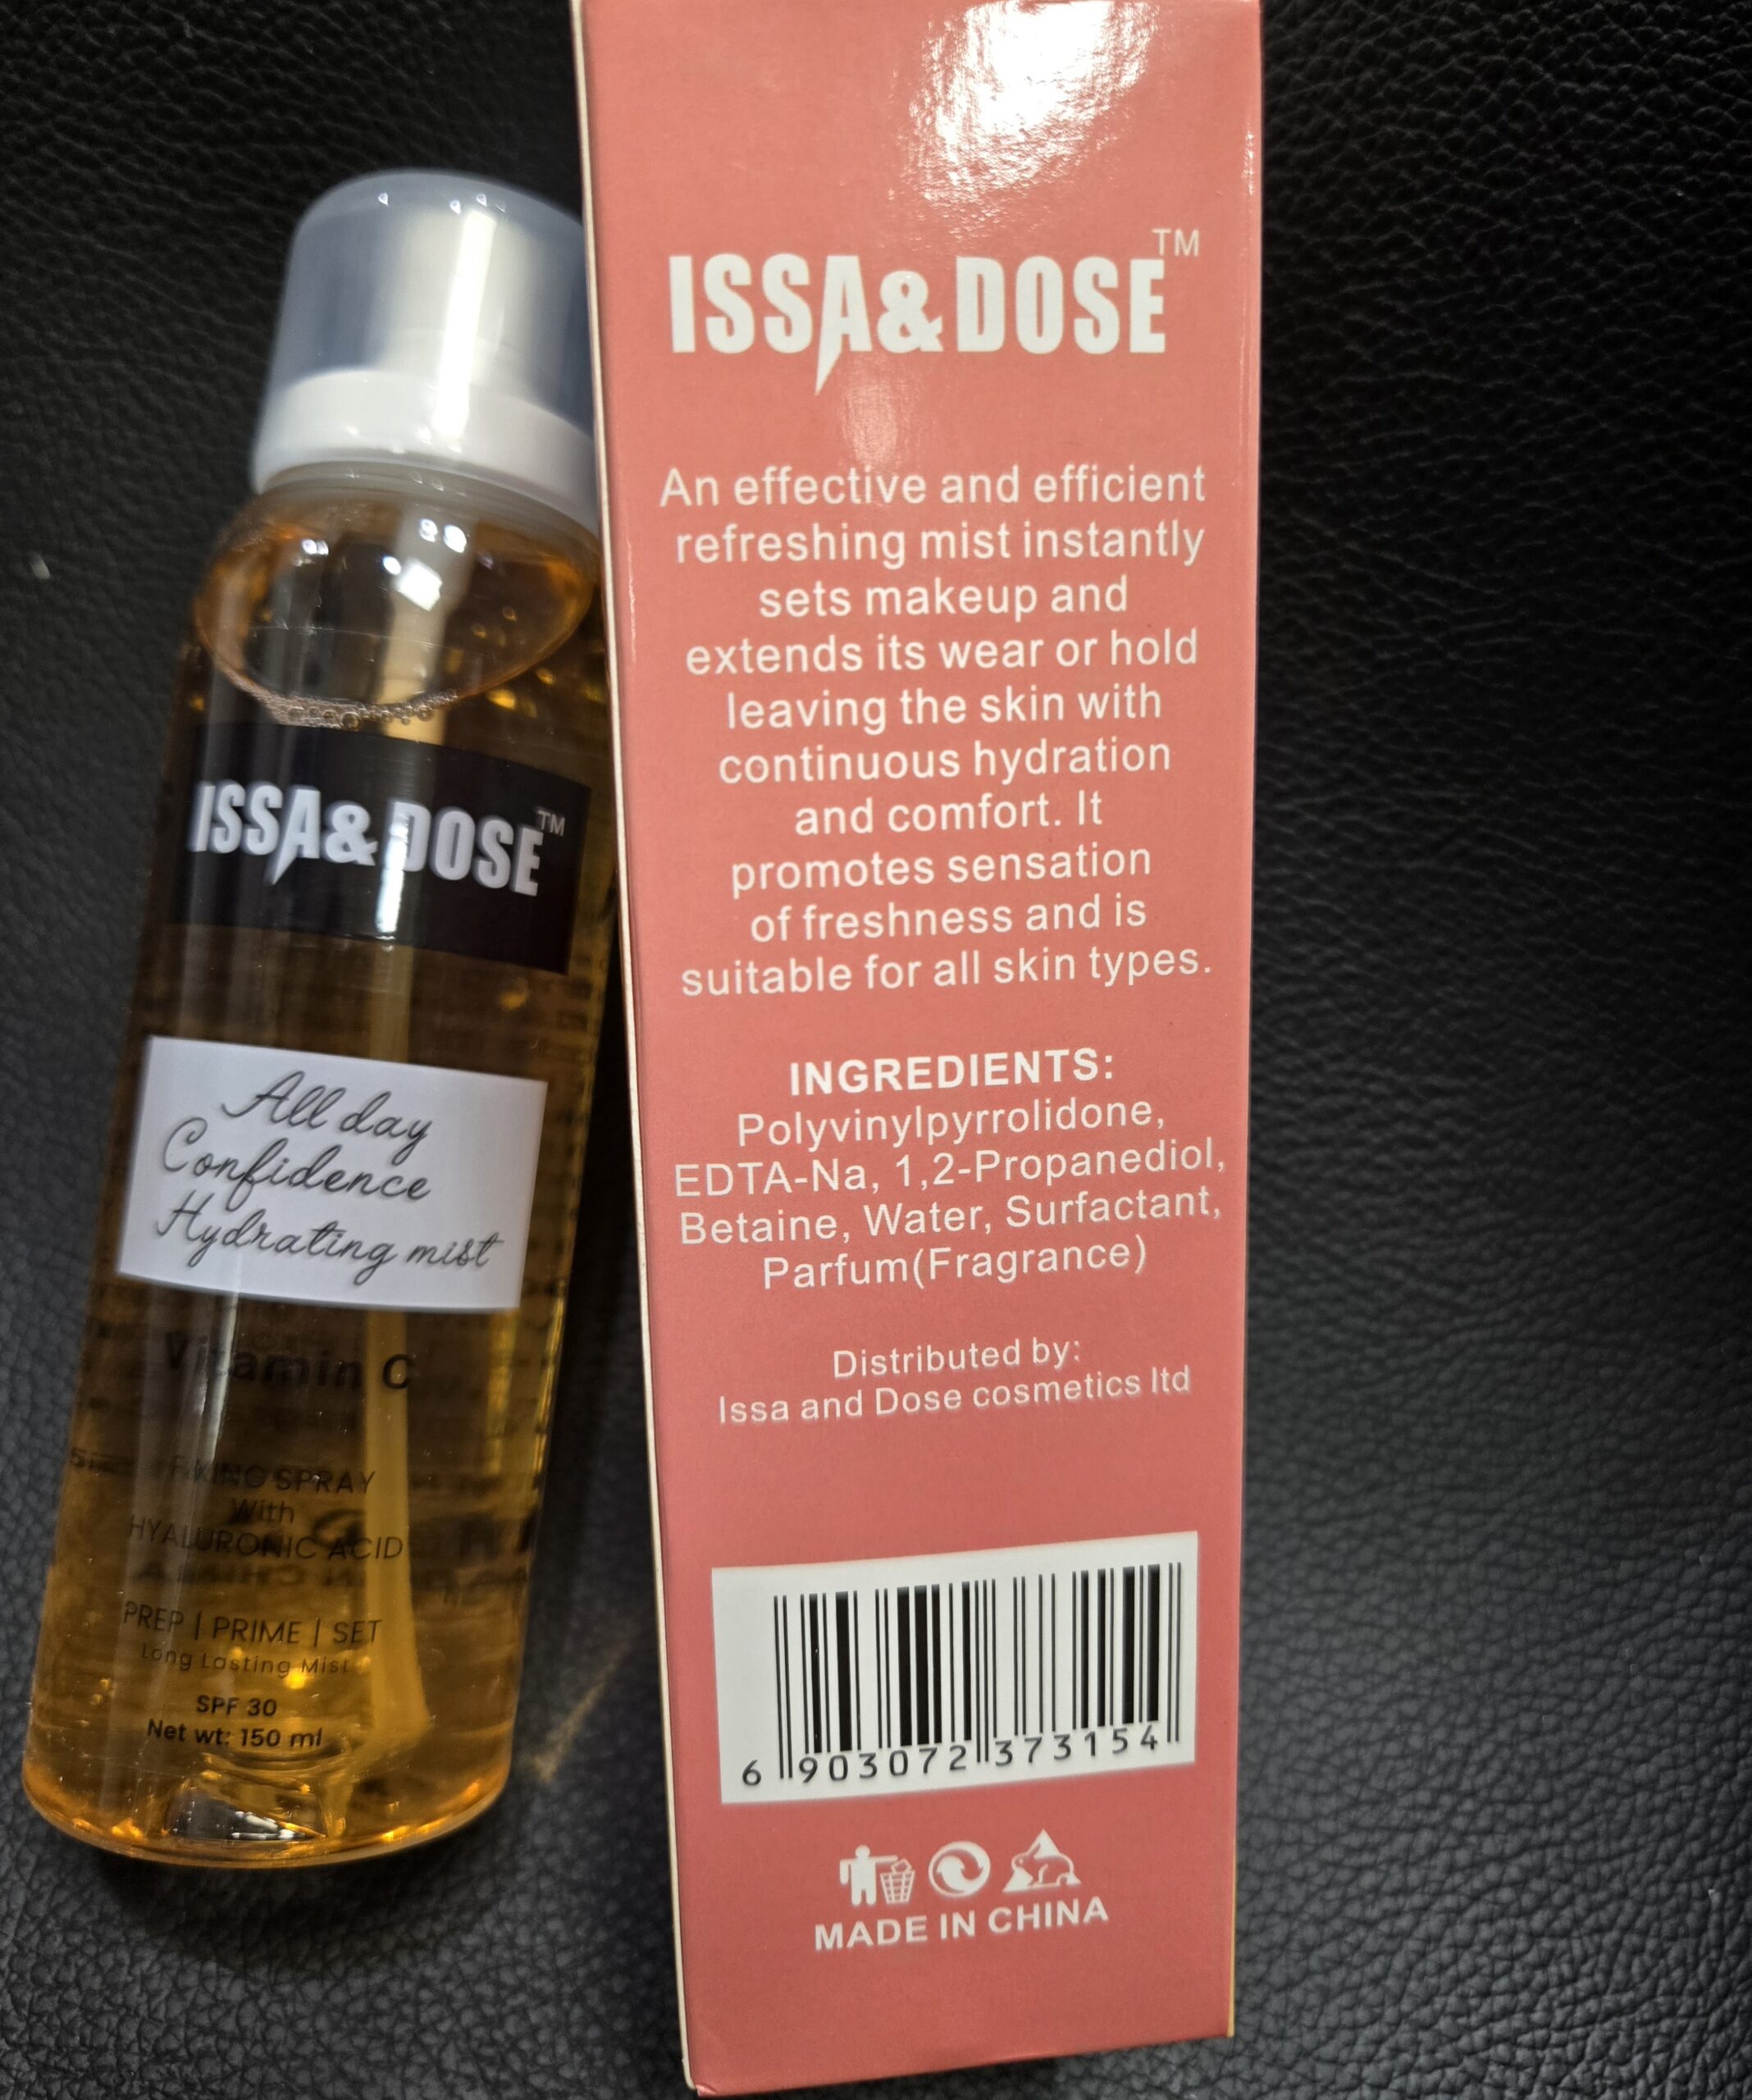 ISSA&DOSE™
All day
Confidence
Hydrating mist
Vitamin C
FIXING SPRAY
With
HYALURONIC ACID
PREP | PRIME | SET
Long Lasting Mist
SPF 30
Net wt: 150 ml
ISSA&DOSE™
An effective and efficient
refreshing mist instantly
sets makeup and
extends its wear or hold
leaving the skin with
continuous hydration
and comfort. It
promotes sensation
of freshness and is
suitable for all skin types.
INGREDIENTS:
Polyvinylpyrrolidone,
EDTA-Na, 1,2-Propanediol,
Betaine, Water, Surfactant,
Parfum(Fragrance)
Distributed by:
Issa and Dose cosmetics ltd
6 903072 373154
MADE IN CHINA